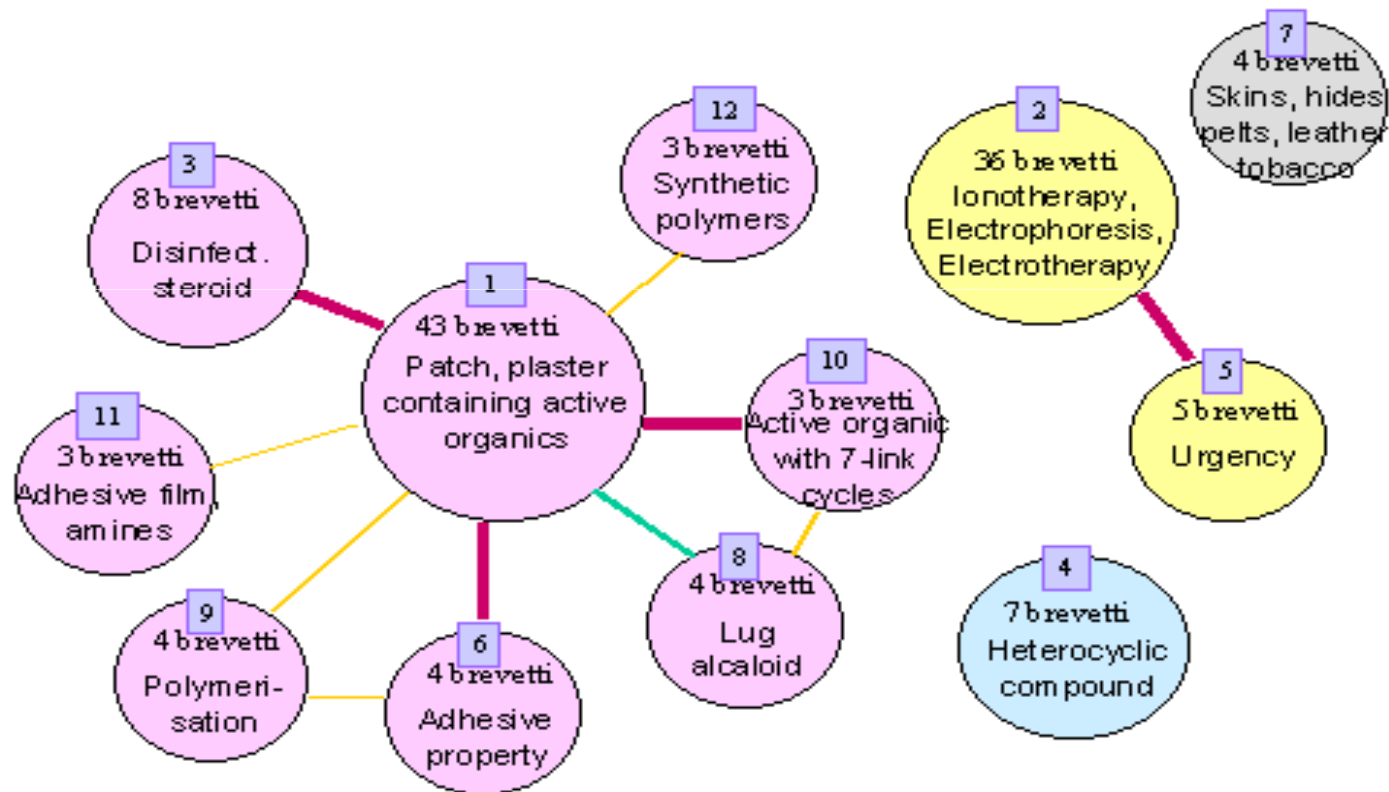 7
4 brevetti
Skins, hides
pelts, leather
tobacco
2
36 brevetti
Ionotherapy,
Electrophoresis,
Electrotherapy
12
3 brevetti
Synthetic
polymers
3
8 brevetti
Disinfect.
steroid
1
43 brevetti
Patch, plaster
containing active
organics
10
3 brevetti
Active organic
with 7-link
cycles
5
5 brevetti
Urgency
11
3 brevetti
Adhesive film,
amines
8
4 brevetti
Lug
alcaloid
4
7 brevetti
Heterocyclic
compound
9
4 brevetti
Polymeri-
sation
6
4 brevetti
Adhesive
property